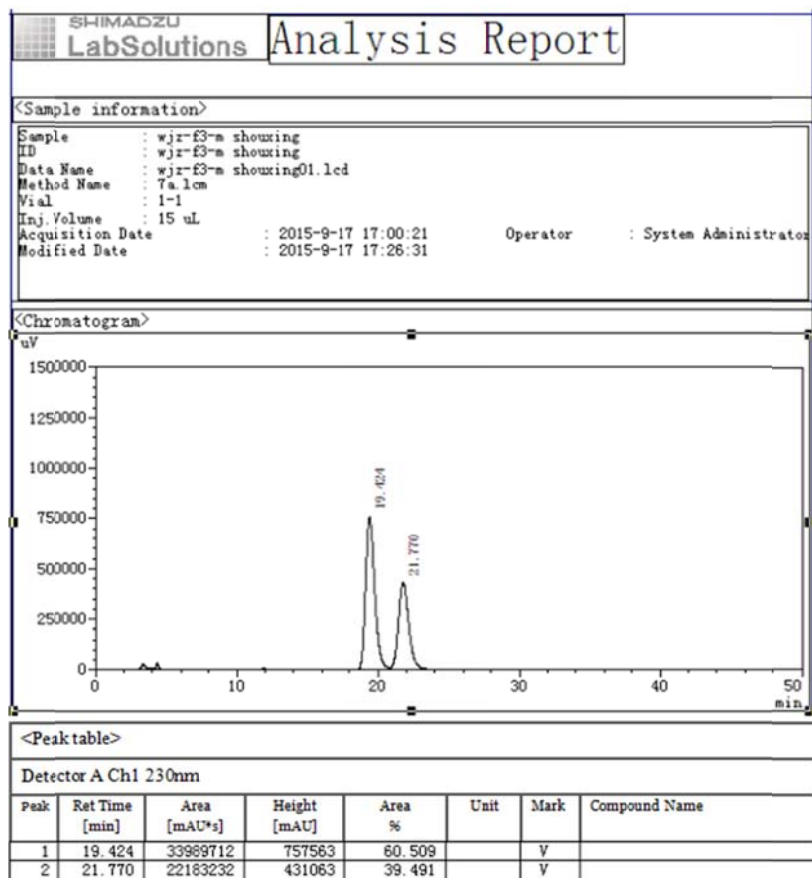 SHIMADZU
LabSolutions Analysis Report
<Sample information>
Sample : wjz-f3-m shouxing
ID : wjz-f3-m shouxing
Data Name : wjz-f3-m shouxing01.lcd
Method Name : 7a.lcm
Vial : 1-1
Inj.Volume : 15 uL
Acquisition Date : 2015-9-17 17:00:21 Operator : System Administrator
Modified Date : 2015-9-17 17:26:31
<Chromatogram>
uV
1500000
1250000
1000000
750000
500000
250000
0
19.424
21.770
0 10 20 30 40 50
min
<Peak table>
Detector A Ch1 230nm
Peak Ret Time Area Height Area Unit Mark Compound Name
[min] [mAU*s] [mAU] %
1 19.424 33989712 757563 60.509 V
2 21.770 22183232 431063 39.491 V